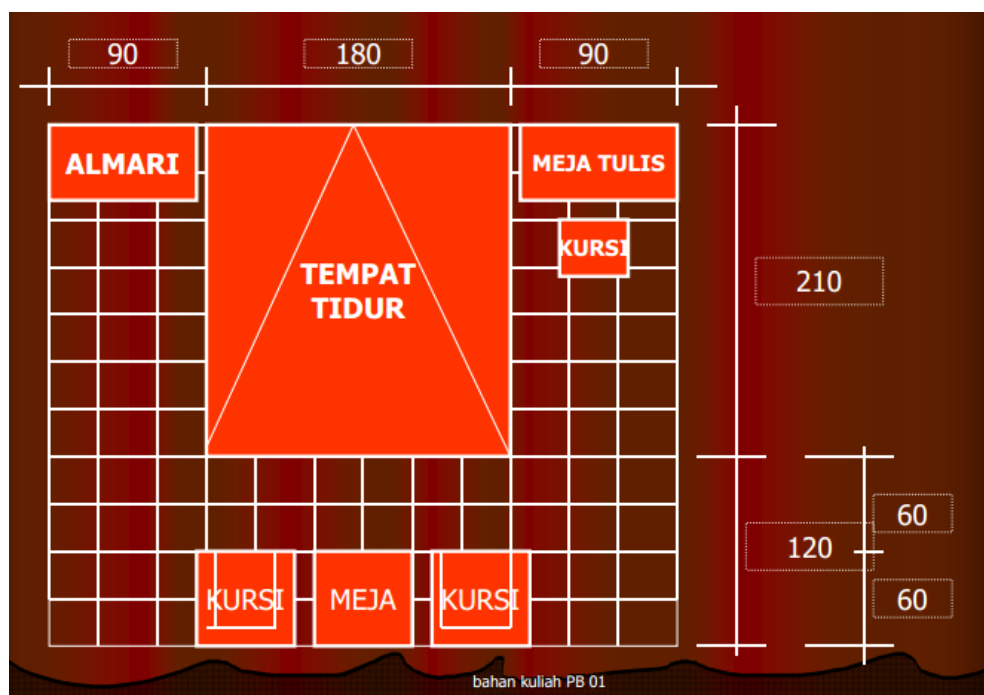 90
180
90
ALMARI
MEJA TULIS
KURSI
TEMPAT
TIDUR
210
60
120
60
KURSI
MEJA
KURSI
bahan kuliah PB 01